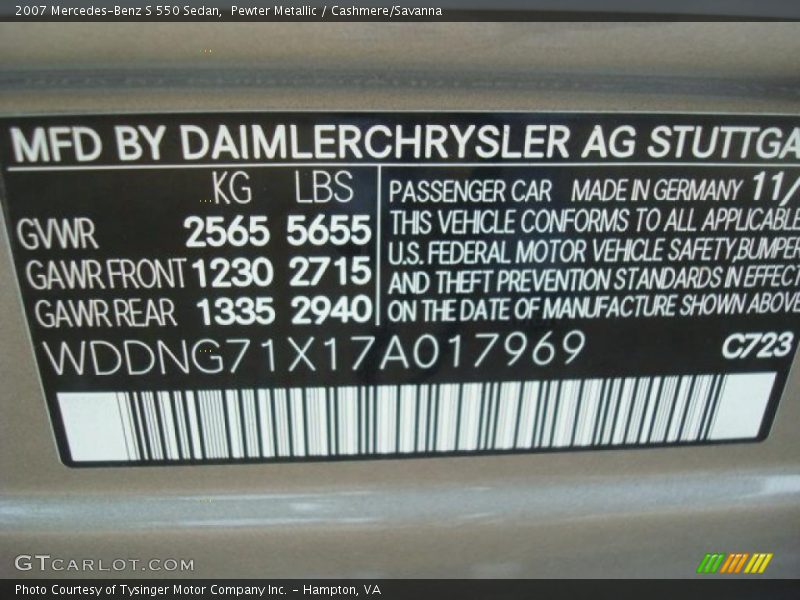 2007 Mercedes-Benz S 550 Sedan, Pewter Metallic / Cashmere/Savanna
MFD BY DAIMLERCHRYSLER AG STUTTGA
KG LBS
GVWR 2565 5655
GAWR FRONT 1230 2715
GAWR REAR 1335 2940
PASSENGER CAR MADE IN GERMANY 11/
THIS VEHICLE CONFORMS TO ALL APPLICABLE
U.S. FEDERAL MOTOR VEHICLE SAFETY, BUMPER
AND THEFT PREVENTION STANDARDS IN EFFECT
ON THE DATE OF MANUFACTURE SHOWN ABOVE
WDDNG71X17A017969 C723
GTCARLOT.COM
Photo Courtesy of Tysinger Motor Company Inc. - Hampton, VA